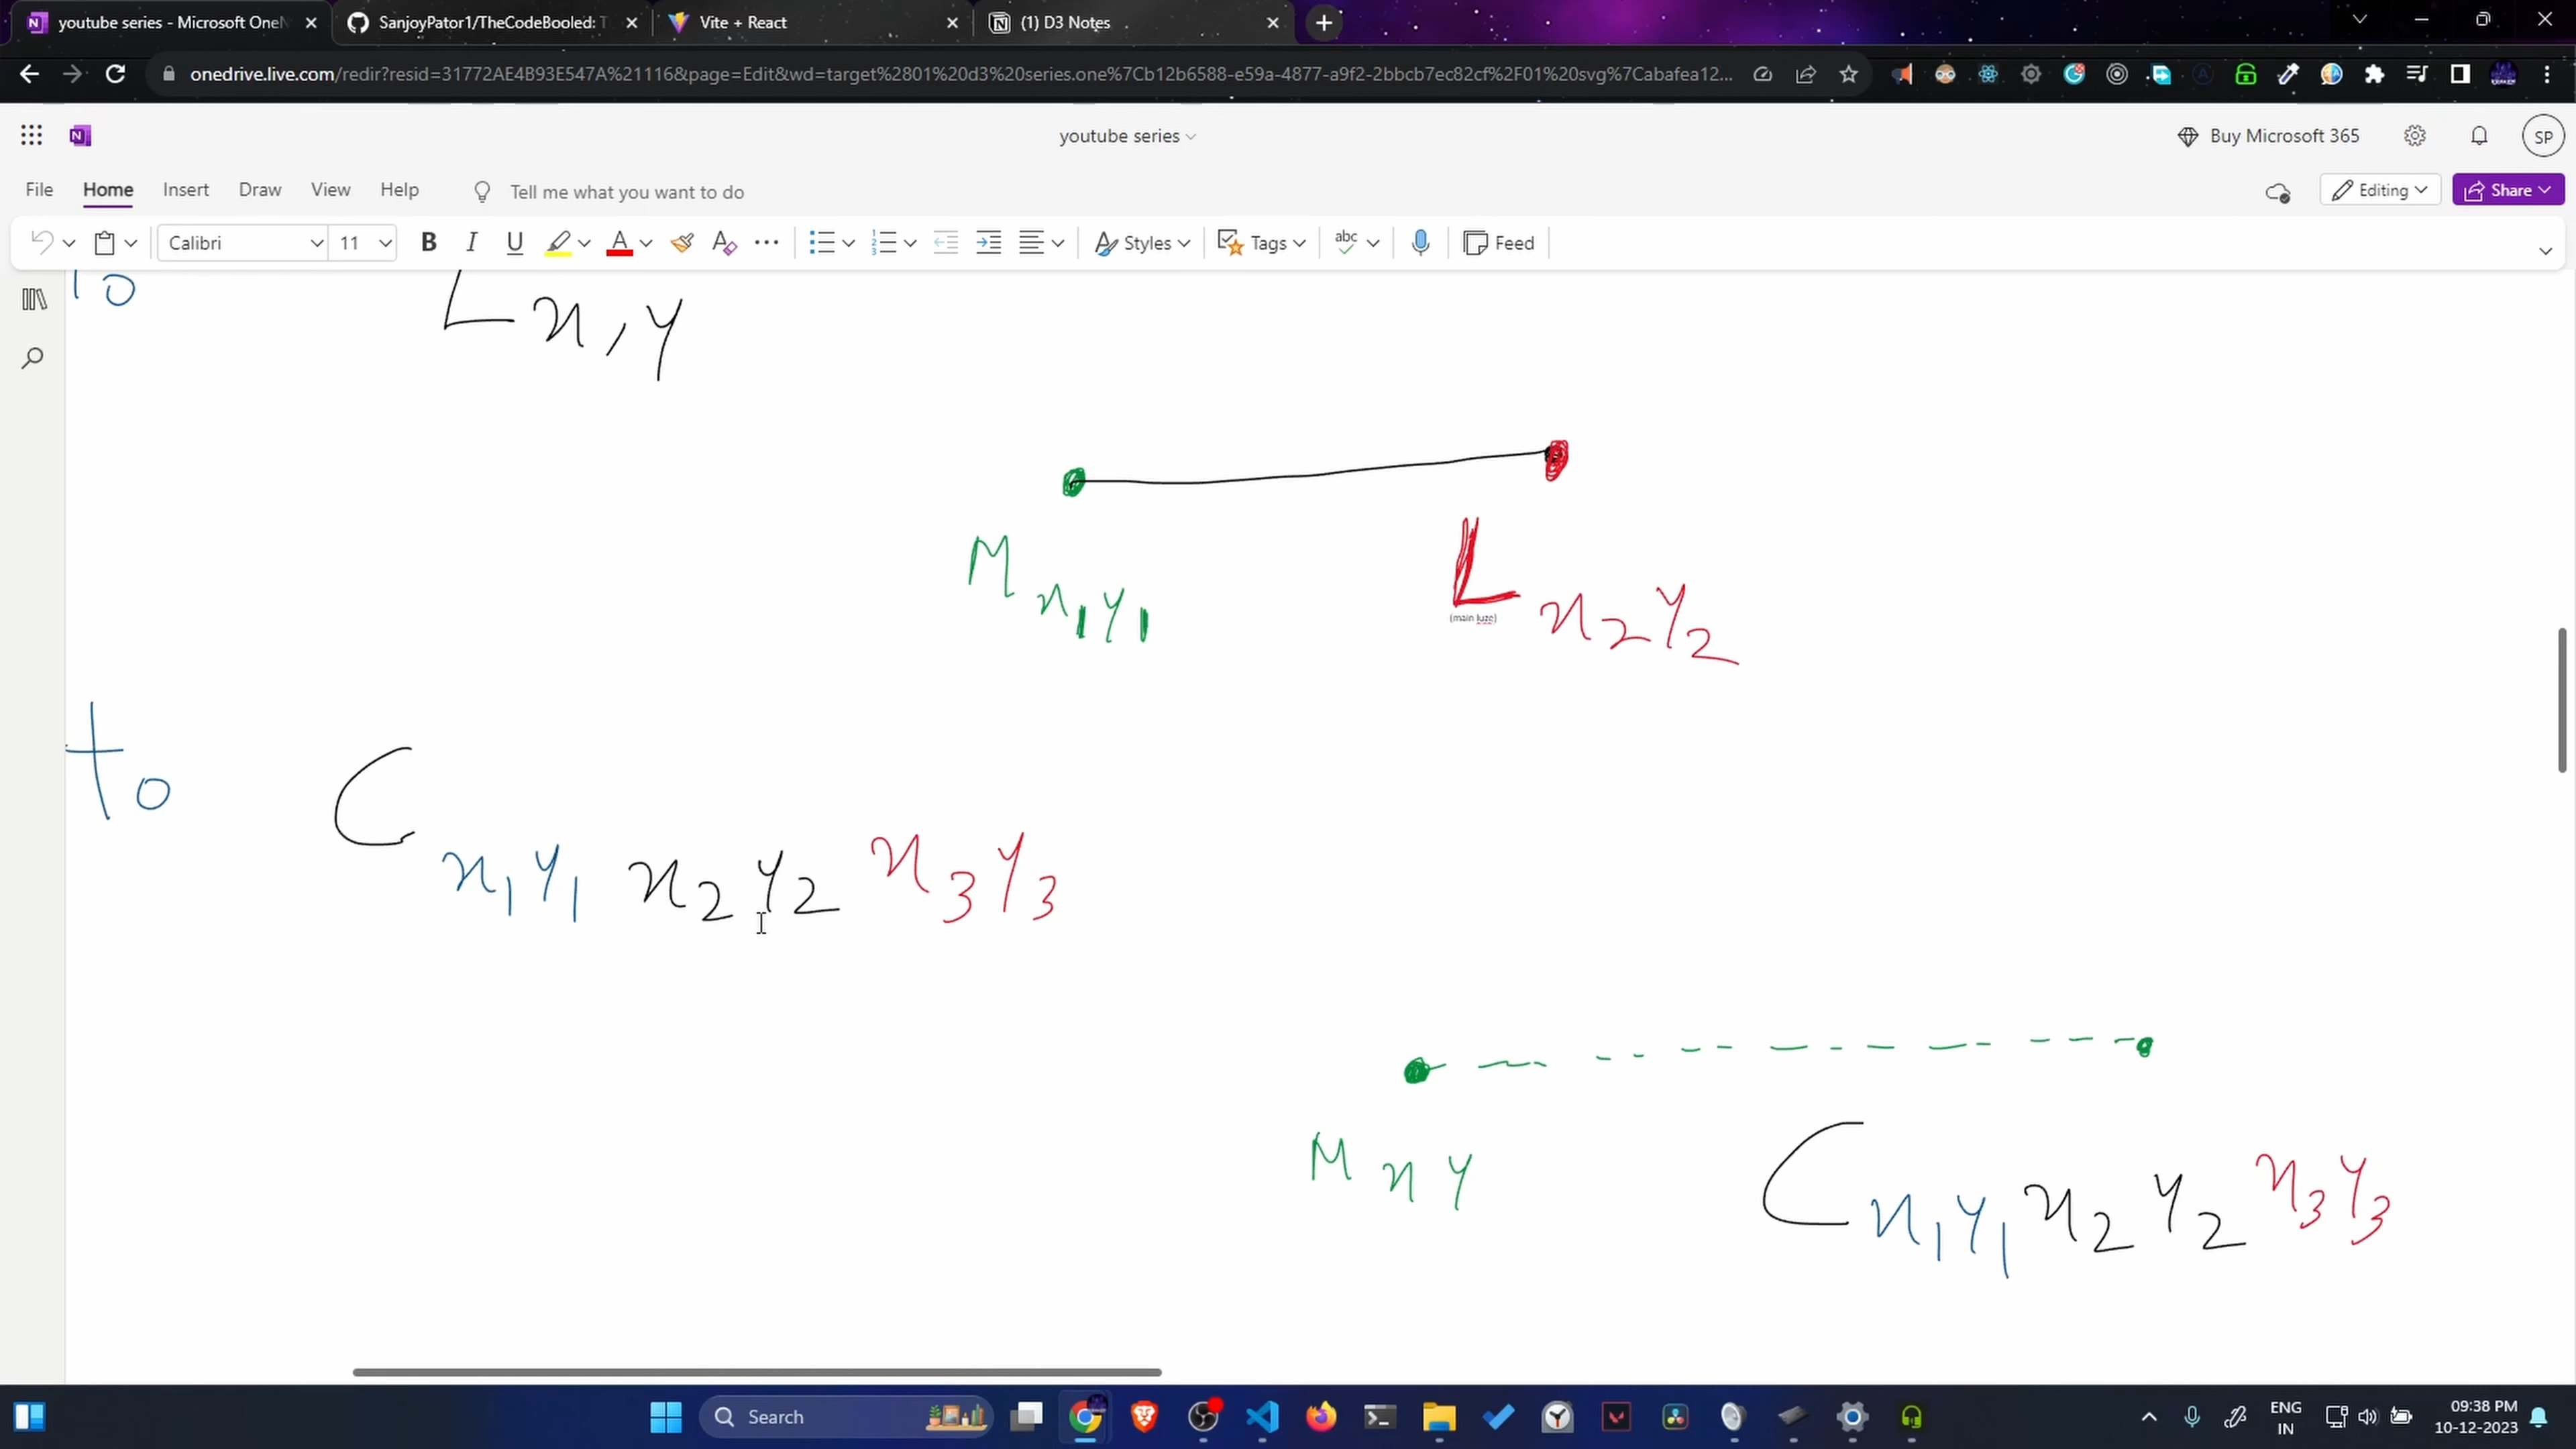 youtube series - Microsoft OneN
SanjoyPator1/TheCodeBooled: T
Vite + React
(1) D3 Notes
onedrive.live.com/redir?resid=31772AE4B93E547A%21116&page=Edit&wd=target%2801%20d3%20series.one%7Cb12b6588-e59a-4877-a9f2-2bbcb7ec82cf%2F01%20svg%7Cabafea12...
youtube series
Buy Microsoft 365
SP
File Home Insert Draw View Help Tell me what you want to do
Editing Share
Calibri 11 B I U A Styles Tags abc Feed
to L x,y
M x1 y1 L x2 y2
(main luze)
to C x1 y1 x2 y2 x3 y3
M x y C x1 y1 x2 y2 x3 y3
Search
ENG
IN
09:38 PM
10-12-2023